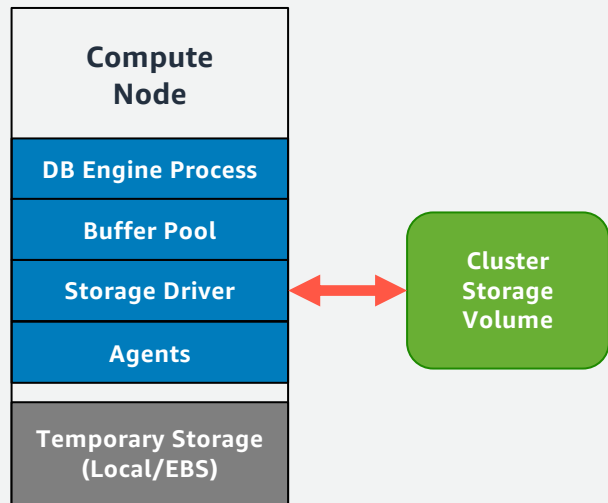 Compute
Node
DB Engine Process
Buffer Pool
Storage Driver
Agents
Temporary Storage
(Local/EBS)
Cluster
Storage
Volume